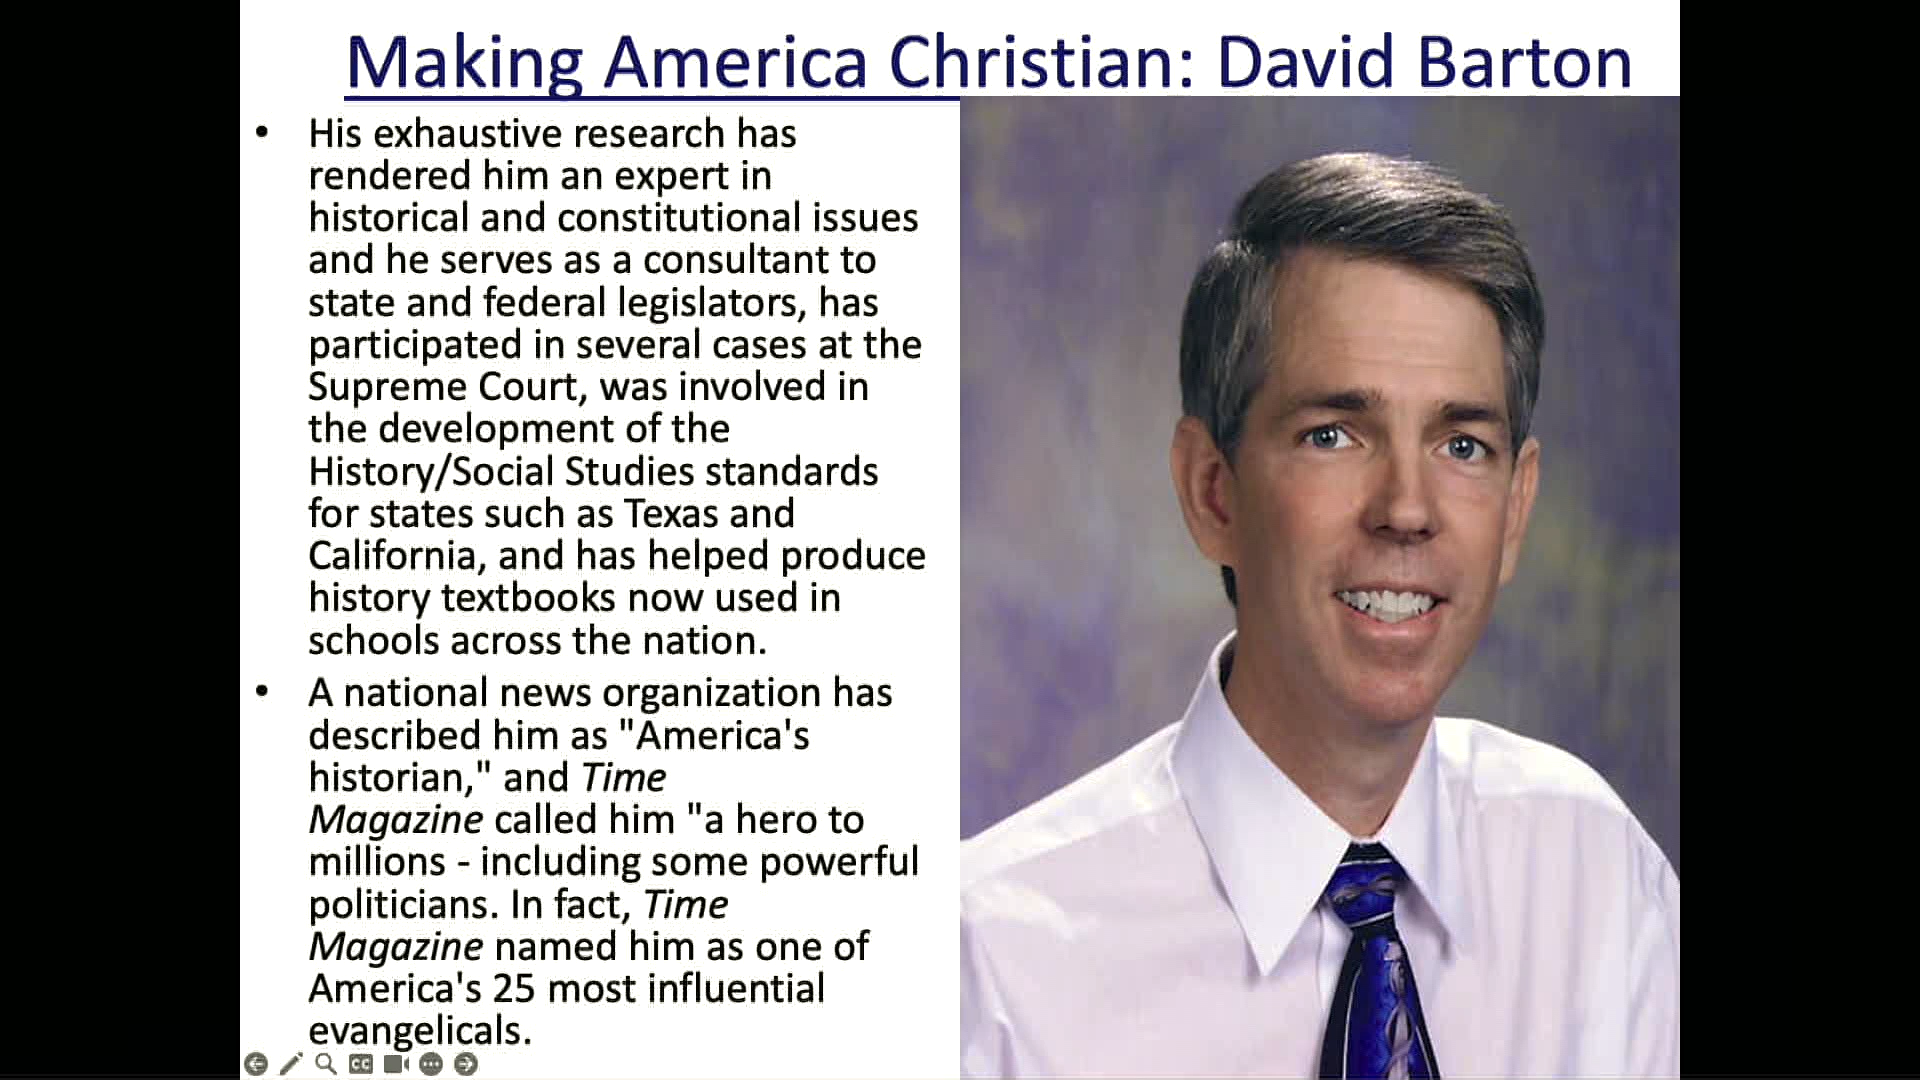 Making America Christian: David Barton
• His exhaustive research has
rendered him an expert in
historical and constitutional issues
and he serves as a consultant to
state and federal legislators, has
participated in several cases at the
Supreme Court, was involved in
the development of the
History/Social Studies standards
for states such as Texas and
California, and has helped produce
history textbooks now used in
schools across the nation.
• A national news organization has
described him as "America's
historian," and Time
Magazine called him "a hero to
millions - including some powerful
politicians. In fact, Time
Magazine named him as one of
America's 25 most influential
evangelicals.
CC